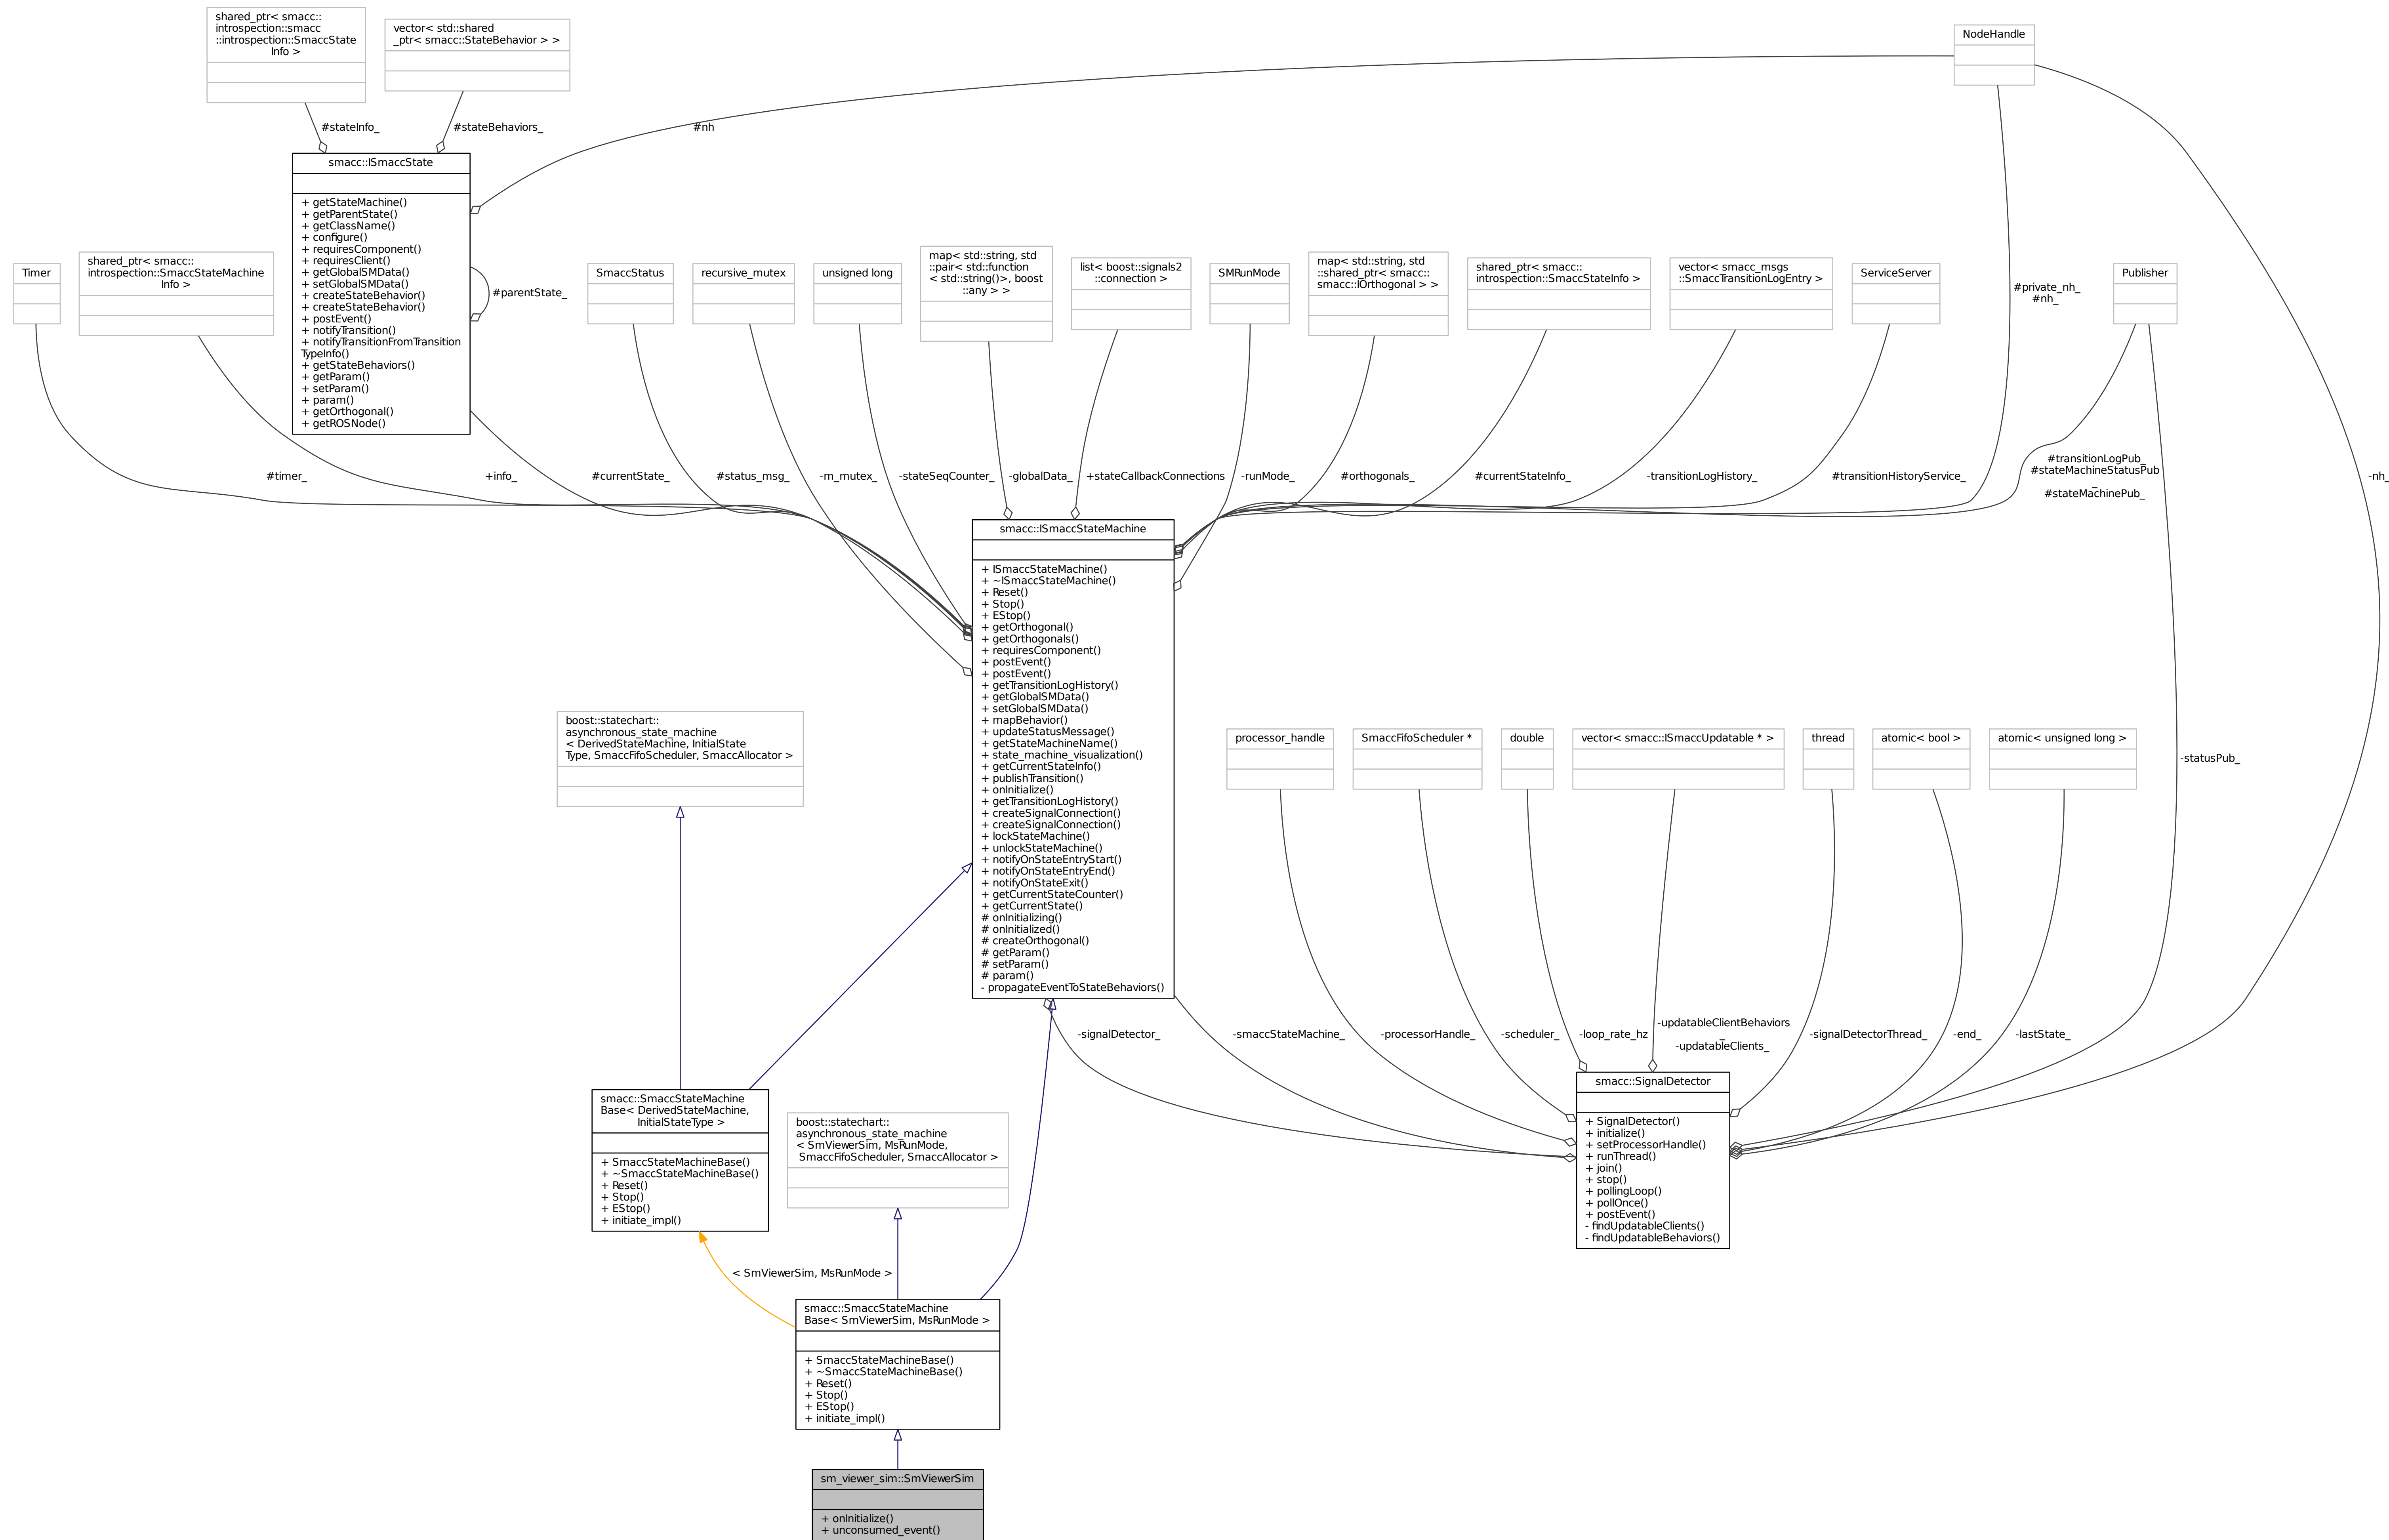 shared_ptr< smacc::
introspection::smacc
::introspection::SmaccState
Info >
vector< std::shared
_ptr< smacc::StateBehavior > >
NodeHandle
#stateInfo_
#stateBehaviors_
#nh
smacc::ISmaccState
+ getStateMachine()
+ getParentState()
+ getClassName()
+ configure()
+ requiresComponent()
+ requiresClient()
+ getGlobalSMData()
+ setGlobalSMData()
+ createStateBehavior()
+ createStateBehavior()
+ postEvent()
+ notifyTransition()
+ notifyTransitionFromTransition
TypeInfo()
+ getStateBehaviors()
+ getParam()
+ setParam()
+ param()
+ getOrthogonal()
+ getROSNode()
#parentState_
Timer
shared_ptr< smacc::
introspection::SmaccStateMachine
Info >
SmaccStatus
recursive_mutex
unsigned long
map< std::string, std
::pair< std::function
< std::string()>, boost
::any > >
list< boost::signals2
::connection >
SMRunMode
map< std::string, std
::shared_ptr< smacc::
smacc::IOrthogonal > >
shared_ptr< smacc::
introspection::SmaccStateInfo >
vector< smacc_msgs
::SmaccTransitionLogEntry >
ServiceServer
#private_nh_
#nh_
Publisher
#timer_
+info_
#currentState_
#status_msg_
-m_mutex_
-stateSeqCounter_
-globalData_
+stateCallbackConnections
-runMode_
#orthogonals_
#currentStateInfo_
-transitionLogHistory_
#transitionHistoryService_
#transitionLogPub_
#stateMachineStatusPub
_
#stateMachinePub_
-nh_
smacc::ISmaccStateMachine
+ ISmaccStateMachine()
+ ~ISmaccStateMachine()
+ Reset()
+ Stop()
+ EStop()
+ getOrthogonal()
+ getOrthogonals()
+ requiresComponent()
+ postEvent()
+ postEvent()
+ getTransitionLogHistory()
+ getGlobalSMData()
+ setGlobalSMData()
+ mapBehavior()
+ updateStatusMessage()
+ getStateMachineName()
+ state_machine_visualization()
+ getCurrentStateInfo()
+ publishTransition()
+ onInitialize()
+ getTransitionLogHistory()
+ createSignalConnection()
+ createSignalConnection()
+ lockStateMachine()
+ unlockStateMachine()
+ notifyOnStateEntryStart()
+ notifyOnStateEntryEnd()
+ notifyOnStateExit()
+ getCurrentStateCounter()
+ getCurrentState()
# onInitializing()
# onInitialized()
# createOrthogonal()
# getParam()
# setParam()
# param()
- propagateEventToStateBehaviors()
boost::statechart::
asynchronous_state_machine
< DerivedStateMachine, InitialState
Type, SmaccFifoScheduler, SmaccAllocator >
processor_handle
SmaccFifoScheduler *
double
vector< smacc::ISmaccUpdatable * >
thread
atomic< bool >
atomic< unsigned long >
-statusPub_
-signalDetector_
-smaccStateMachine_
-processorHandle_
-scheduler_
-loop_rate_hz
-updatableClientBehaviors
_
-updatableClients_
-signalDetectorThread_
-end_
-lastState_
smacc::SignalDetector
+ SignalDetector()
+ initialize()
+ setProcessorHandle()
+ runThread()
+ join()
+ stop()
+ pollingLoop()
+ pollOnce()
+ postEvent()
- findUpdatableClients()
- findUpdatableBehaviors()
smacc::SmaccStateMachine
Base< DerivedStateMachine,
InitialStateType >
+ SmaccStateMachineBase()
+ ~SmaccStateMachineBase()
+ Reset()
+ Stop()
+ EStop()
+ initiate_impl()
boost::statechart::
asynchronous_state_machine
< SmViewerSim, MsRunMode,
SmaccFifoScheduler, SmaccAllocator >
< SmViewerSim, MsRunMode >
smacc::SmaccStateMachine
Base< SmViewerSim, MsRunMode >
+ SmaccStateMachineBase()
+ ~SmaccStateMachineBase()
+ Reset()
+ Stop()
+ EStop()
+ initiate_impl()
sm_viewer_sim::SmViewerSim
+ onInitialize()
+ unconsumed_event()